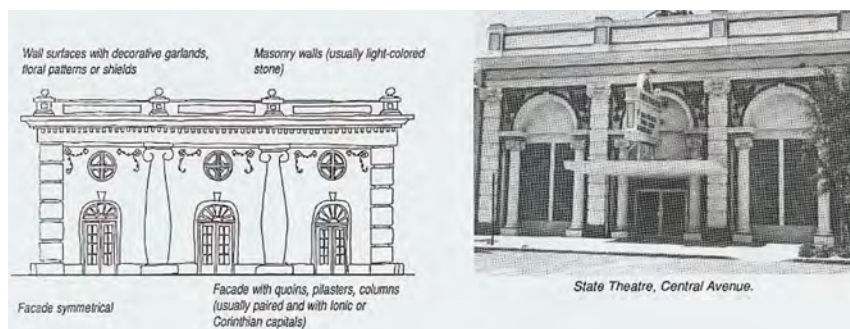 Wall surfaces with decorative garlands,
floral patterns or shields
Masonry walls (usually light-colored
stone)
Facade symmetrical
Facade with quoins, pilasters, columns
(usually paired and with Ionic or
Corinthian capitals)
State Theatre, Central Avenue.